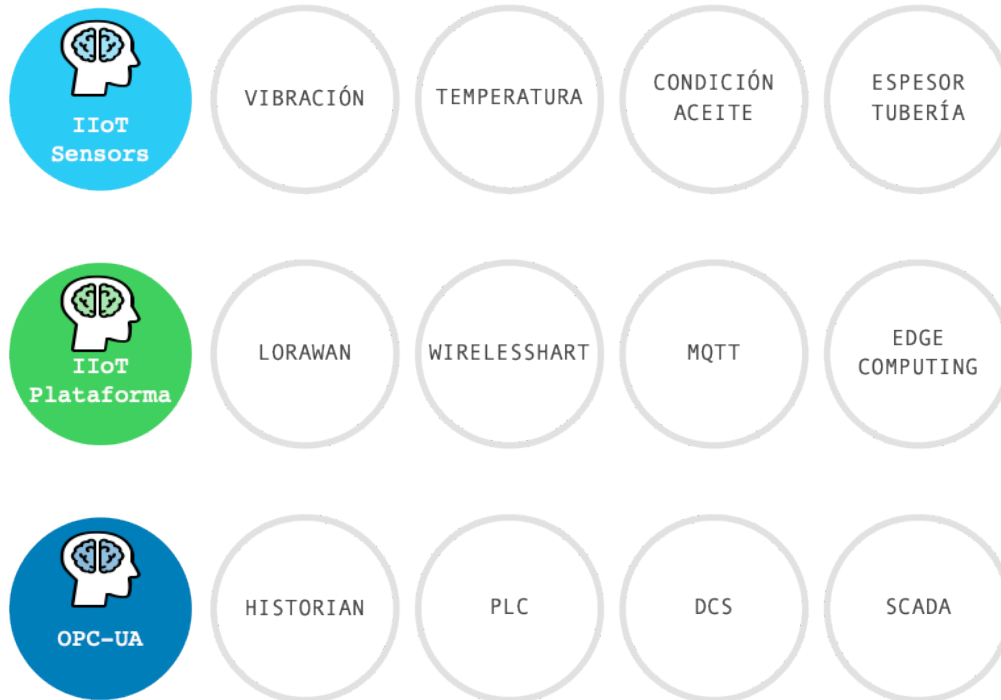 IIoT
Sensors
VIBRACIÓN
TEMPERATURA
CONDICIÓN
ACEITE
ESPESOR
TUBERÍA
IIoT
Plataforma
LORAWAN
WIRELESSHART
MQTT
EDGE
COMPUTING
OPC-UA
HISTORIAN
PLC
DCS
SCADA